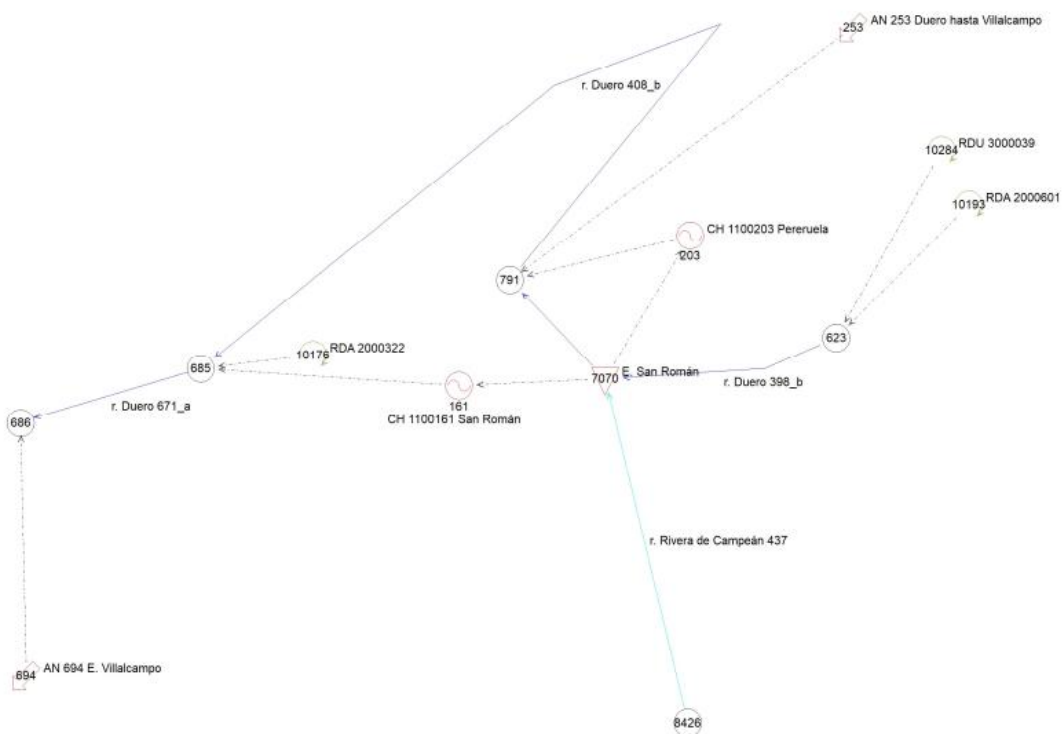 253
AN 253 Duero hasta Villalcampo
r. Duero 408_b
10284
RDU 3000039
10193
RDA 2000601
CH 1100203 Pereruela
203
791
623
10176
RDA 2000322
685
7070
E. San Román
r. Duero 398_b
161
CH 1100161 San Román
r. Duero 671_a
686
r. Rivera de Campeán 437
694
AN 694 E. Villalcampo
8426